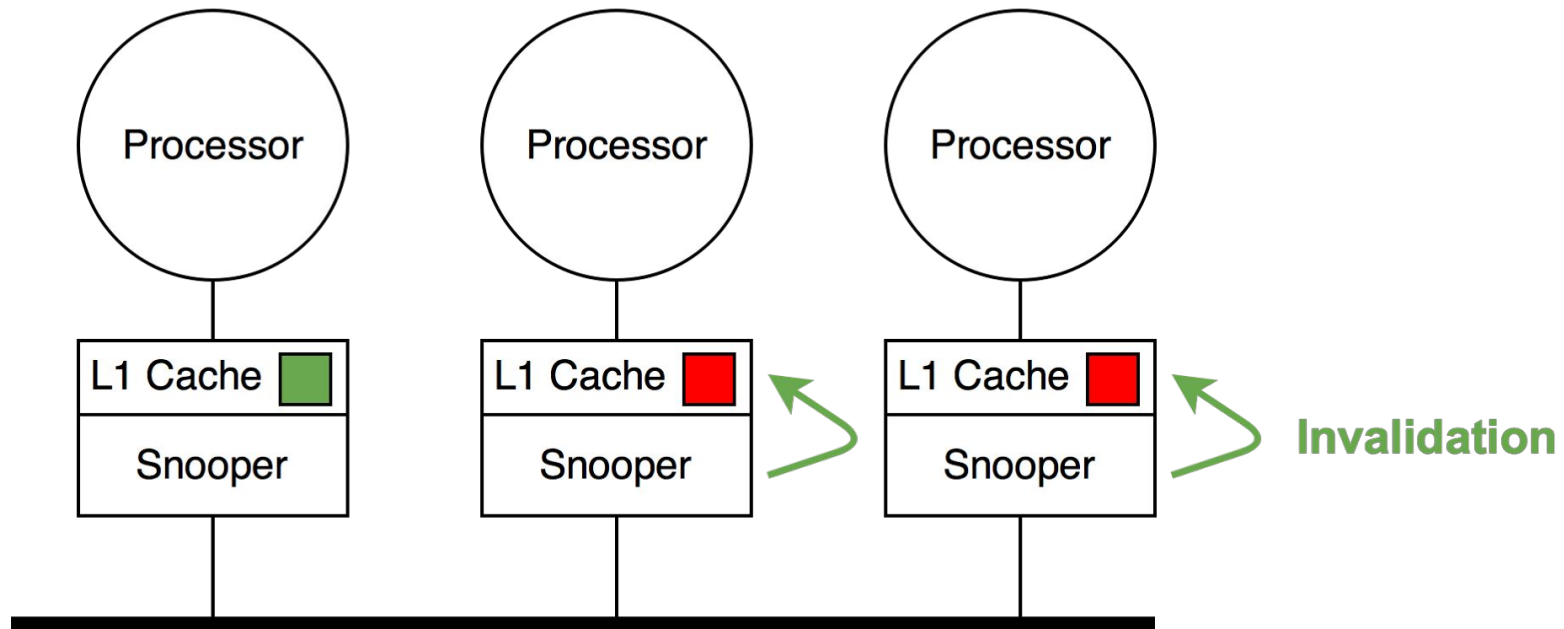 Processor
Processor
Processor
L1 Cache
L1 Cache
L1 Cache
Invalidation
Snooper
Snooper
Snooper